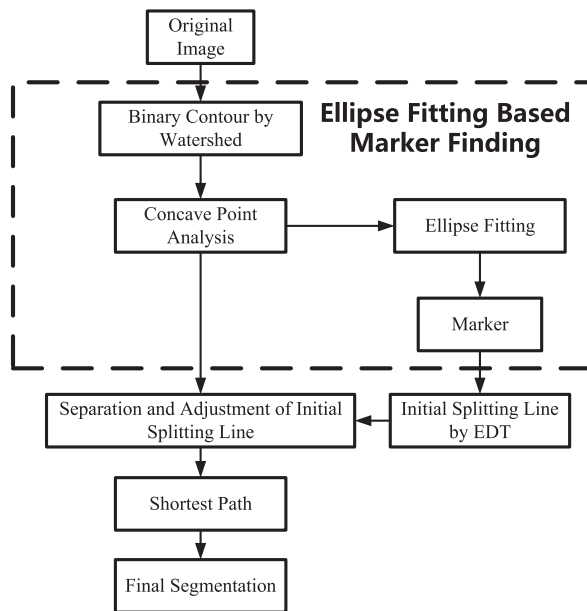 Original
Image
Ellipse Fitting Based
Marker Finding
Binary Contour by
Watershed
Concave Point
Analysis
Ellipse Fitting
Marker
Separation and Adjustment of Initial
Splitting Line
Initial Splitting Line
by EDT
Shortest Path
Final Segmentation